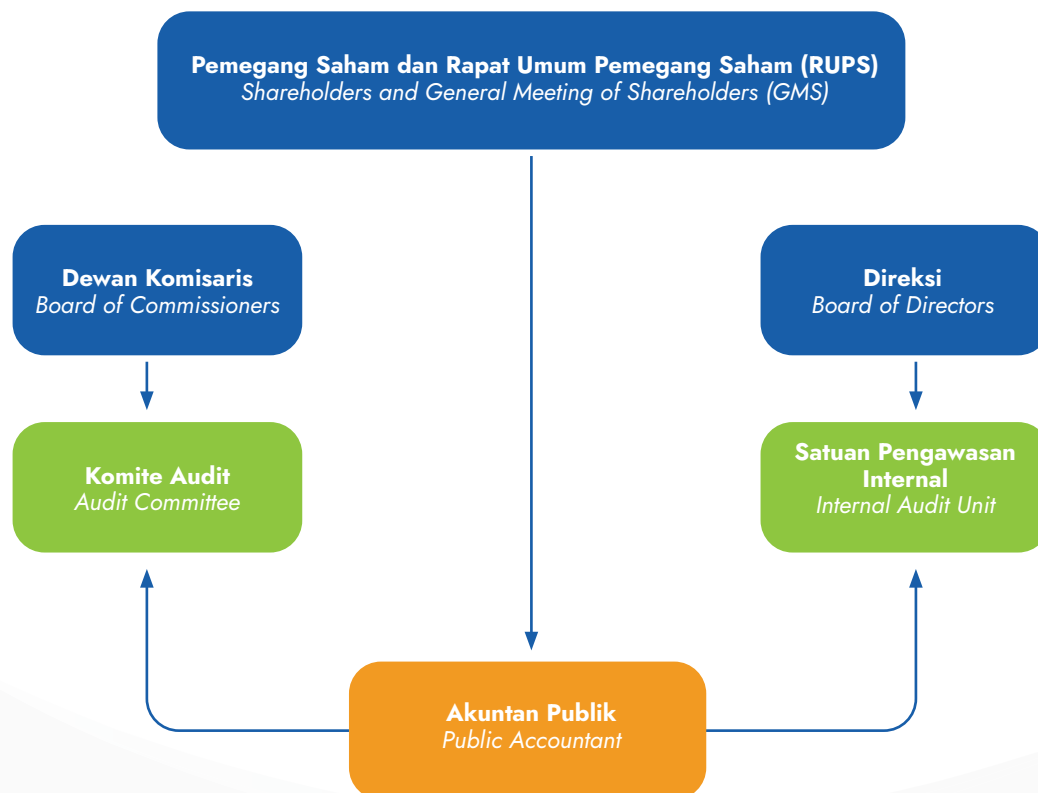 Pemegang Saham dan Rapat Umum Pemegang Saham (RUPS)
Shareholders and General Meeting of Shareholders (GMS)
Dewan Komisaris
Board of Commissioners
Direksi
Board of Directors
Komite Audit
Audit Committee
Satuan Pengawasan
Internal
Internal Audit Unit
Akuntan Publik
Public Accountant